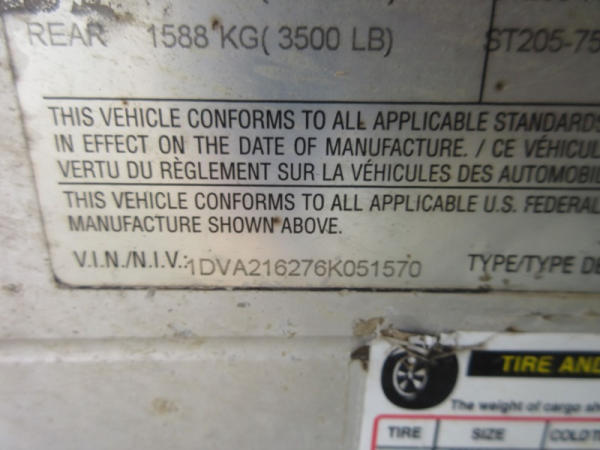 REAR 1588 KG( 3500 LB) ST205-75
THIS VEHICLE CONFORMS TO ALL APPLICABLE STANDARDS
IN EFFECT ON THE DATE OF MANUFACTURE. / CE VÉHICUL
VERTU DU RÈGLEMENT SUR LA VÉHICULES DES AUTOMOBIL
THIS VEHICLE CONFORMS TO ALL APPLICABLE U.S. FEDERAL
MANUFACTURE SHOWN ABOVE.
V.I.N./N.I.V.: 1DVA216276K051570 TYPE/TYPE DE
TIRE AND
The weight of cargo sh
TIRE SIZE COLD T